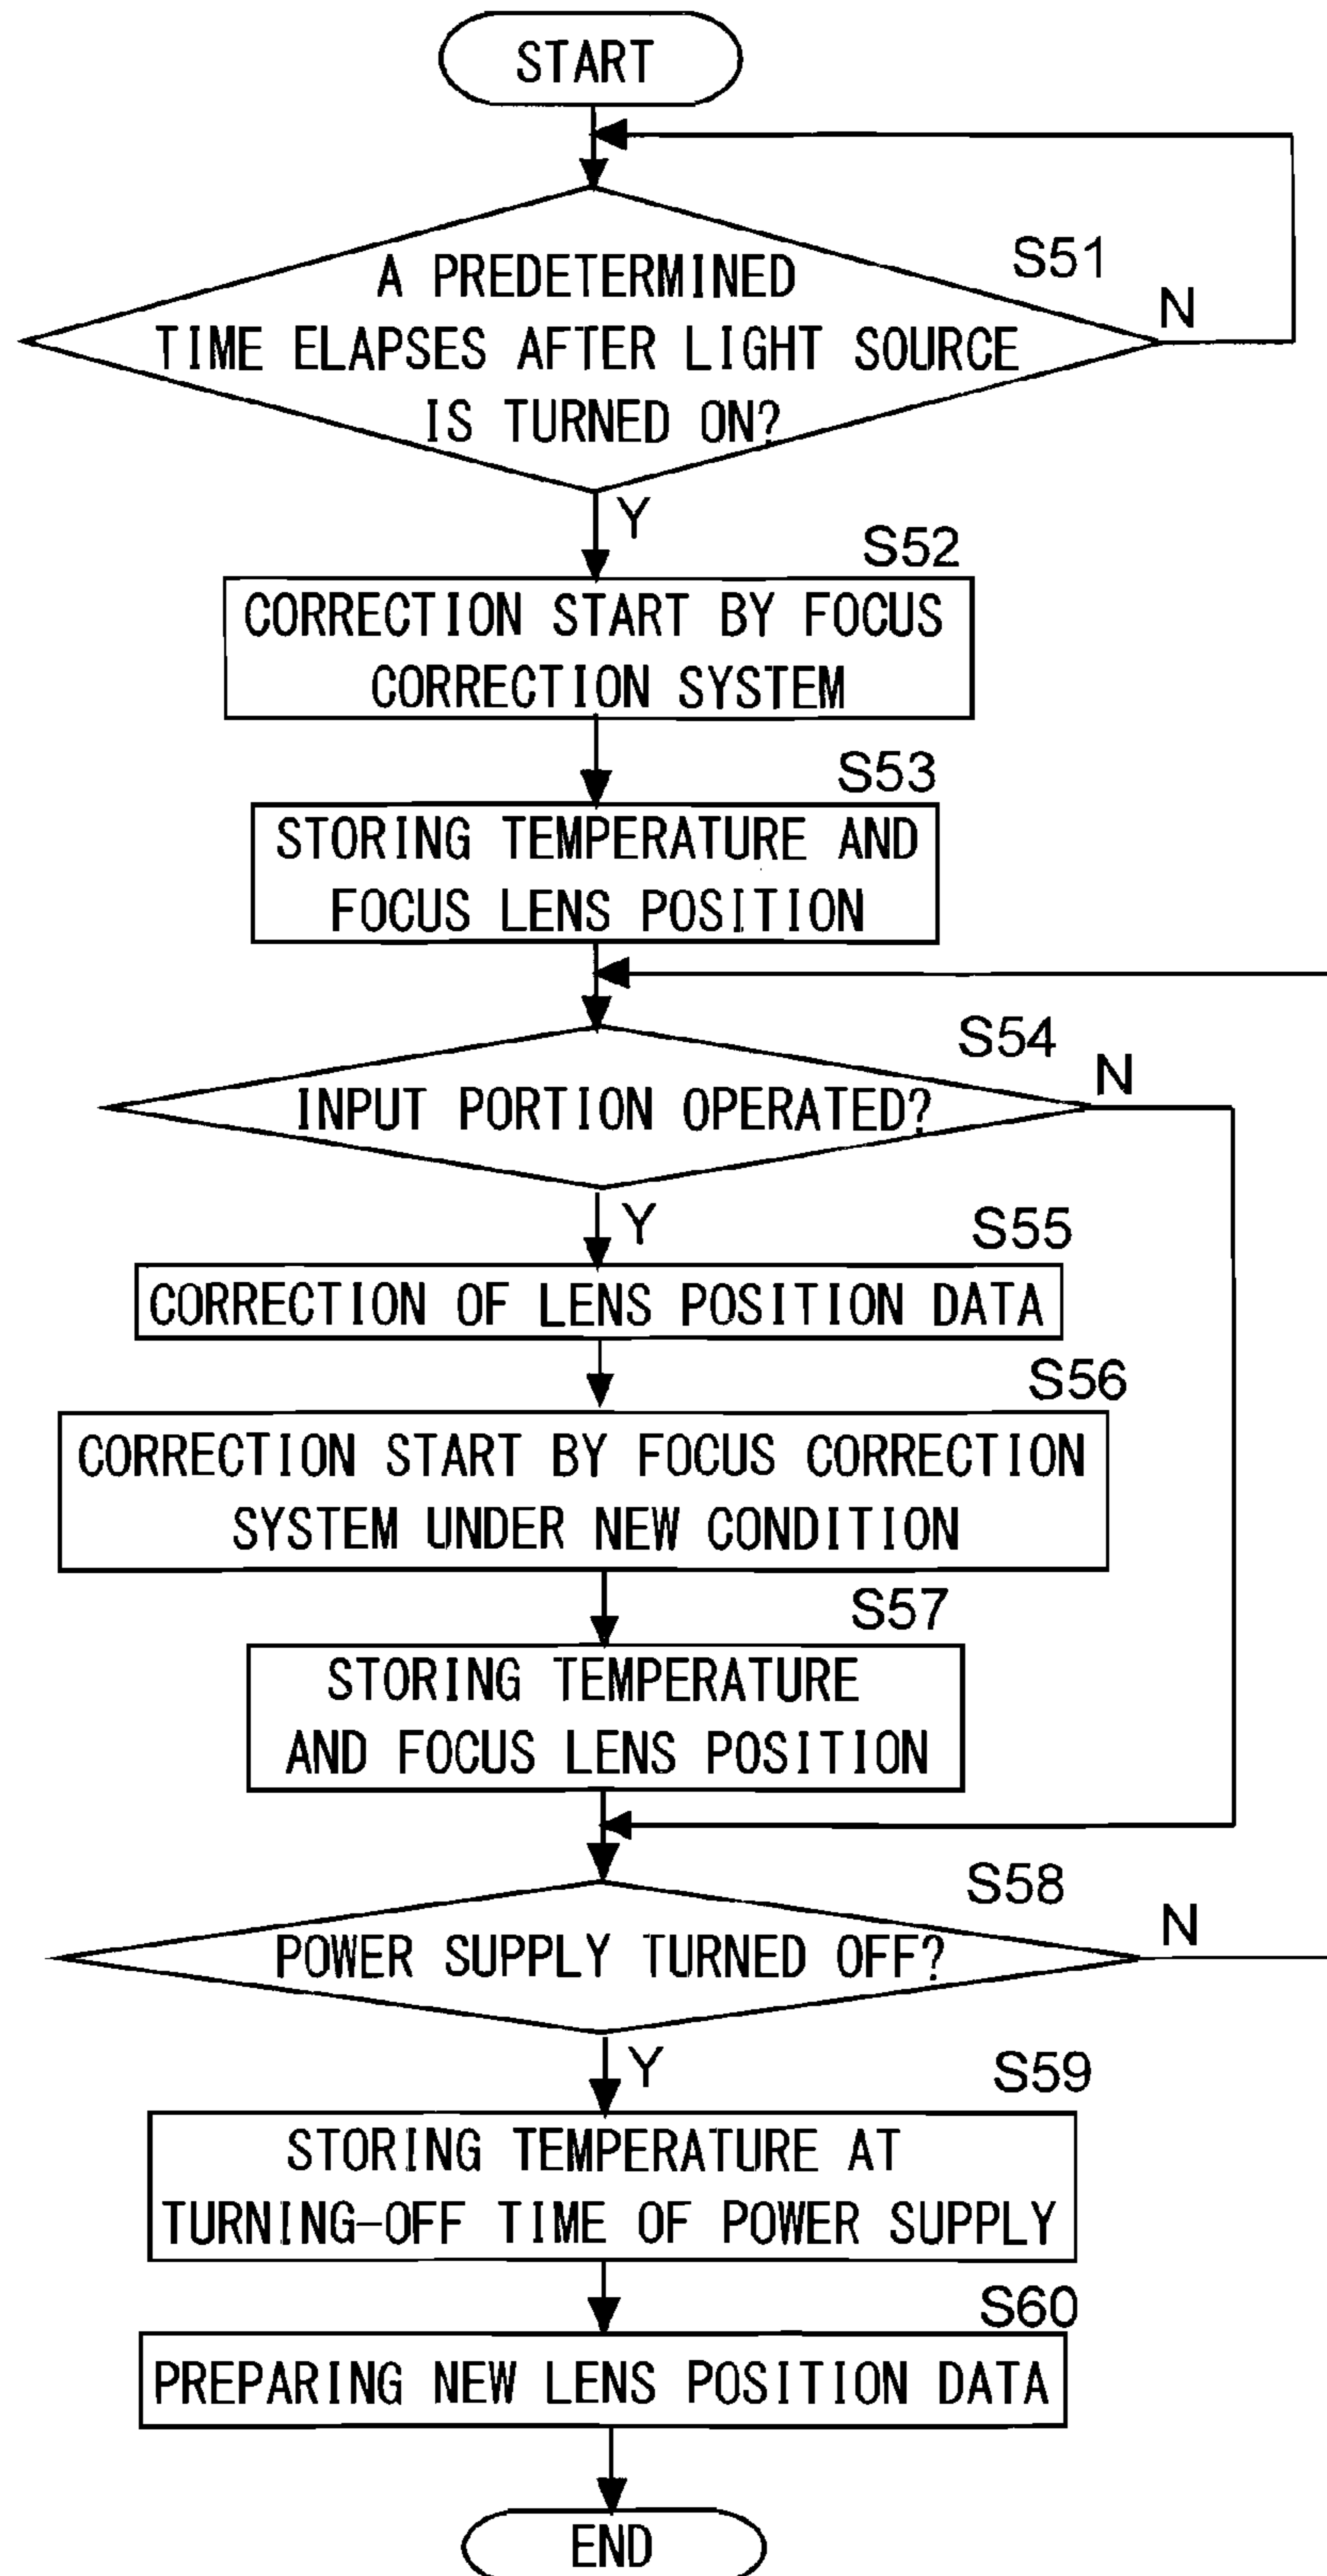 START
S51
A PREDETERMINED
N
TIME ELAPSES AFTER LIGHT SOURCE
IS TURNED ON?
Y
S52
CORRECTION START BY FOCUS
CORRECTION SYSTEM
S53
STORING TEMPERATURE AND
FOCUS LENS POSITION
S54
N
INPUT PORTION OPERATED?
Y
S55
CORRECTION OF LENS POSITION DATA
S56
CORRECTION START BY FOCUS CORRECTION
SYSTEM UNDER NEW CONDITION
S57
STORING TEMPERATURE
AND FOCUS LENS POSITION
S58
N
POWER SUPPLY TURNED OFF?
Y
S59
STORING TEMPERATURE AT
TURNING-OFF TIME OF POWER SUPPLY
S60
PREPARING NEW LENS POSITION DATA
END